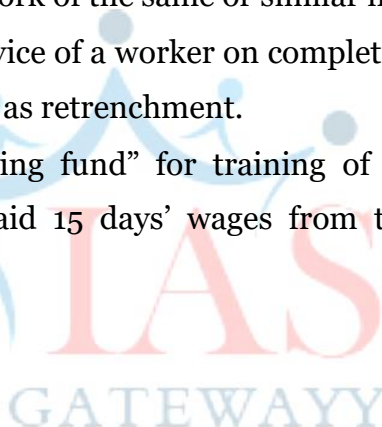 work of the same or similar
vice of a worker on complet
as retrenchment.
ing fund” for training of
aid 15 days’ wages from t
IAS
GATEWAYY